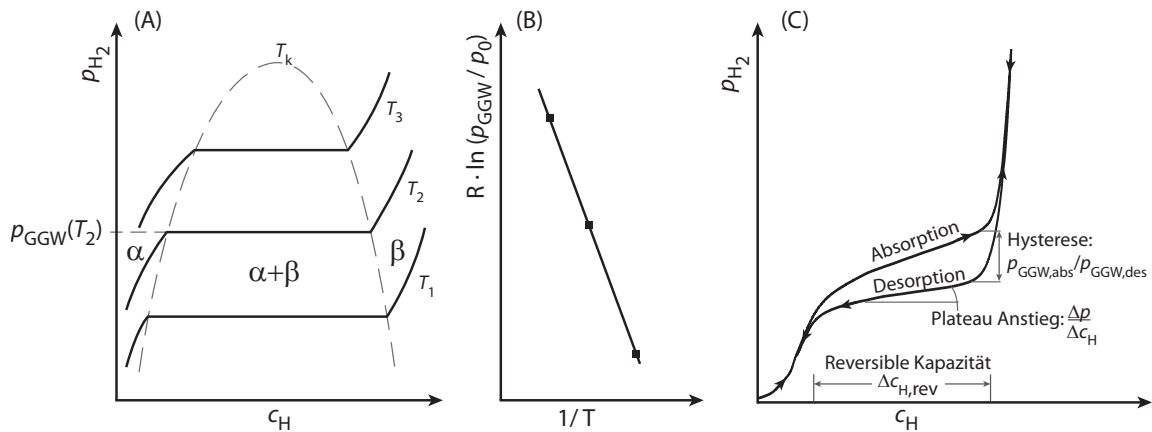 (A)
p_H2
T_k
T_3
T_2
p_GGW(T_2)
α
α+β
β
T_1
c_H
(B)
R · ln (p_GGW / p_0)
1/ T
(C)
p_H2
Absorption
Desorption
Hysterese:
p_GGW,abs/p_GGW,des
Plateau Anstieg: Δp
Δc_H
Reversible Kapazität
Δc_H,rev
c_H